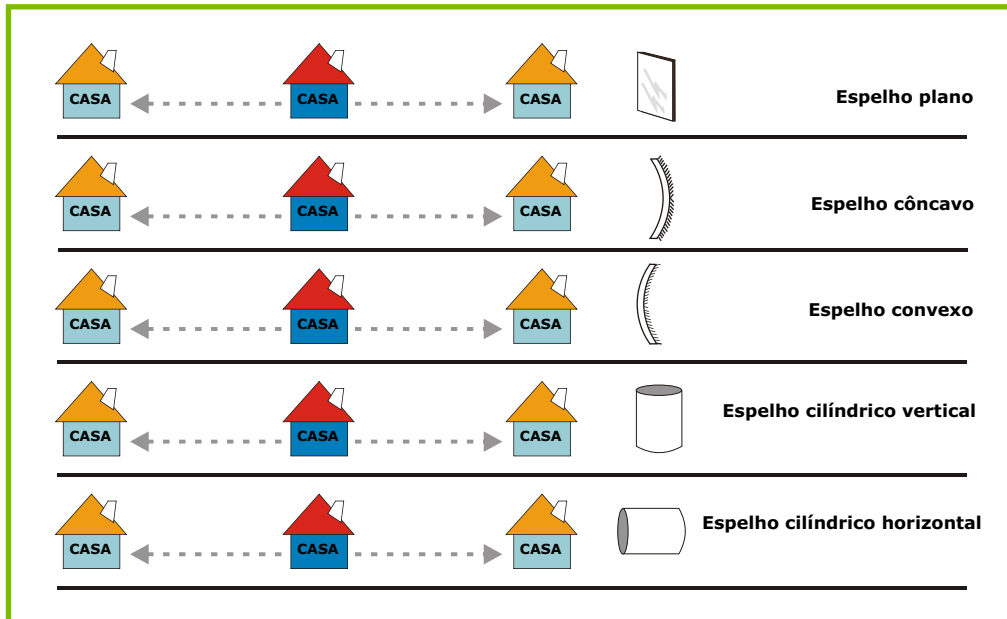 CASA CASA CASA Espelho plano
CASA CASA CASA Espelho côncavo
CASA CASA CASA Espelho convexo
CASA CASA CASA Espelho cilíndrico vertical
CASA CASA CASA Espelho cilíndrico horizontal